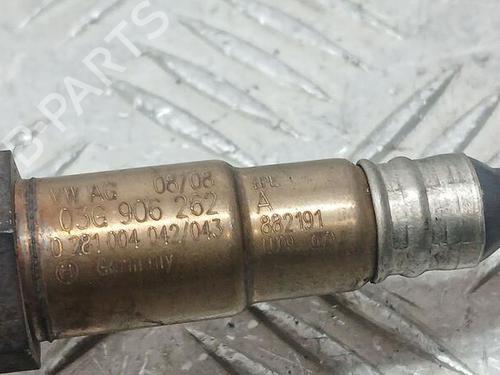 VW AG 08/08
03G 906 262
0 281 004 042/043
Germany
A
882191
B-PARTS